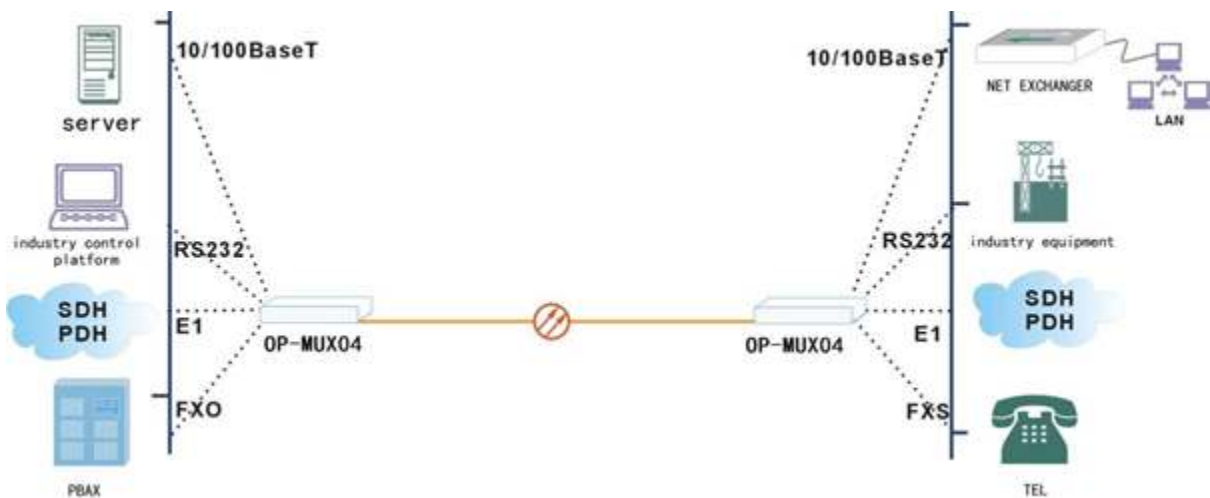 10/100BaseT
server
industry control
platform
RS232
SDH
PDH
E1
OP-MUX04
FXO
PBAX
10/100BaseT
NET EXCHANGER
LAN
RS232
industry equipment
SDH
PDH
E1
OP-MUX04
FXS
TEL